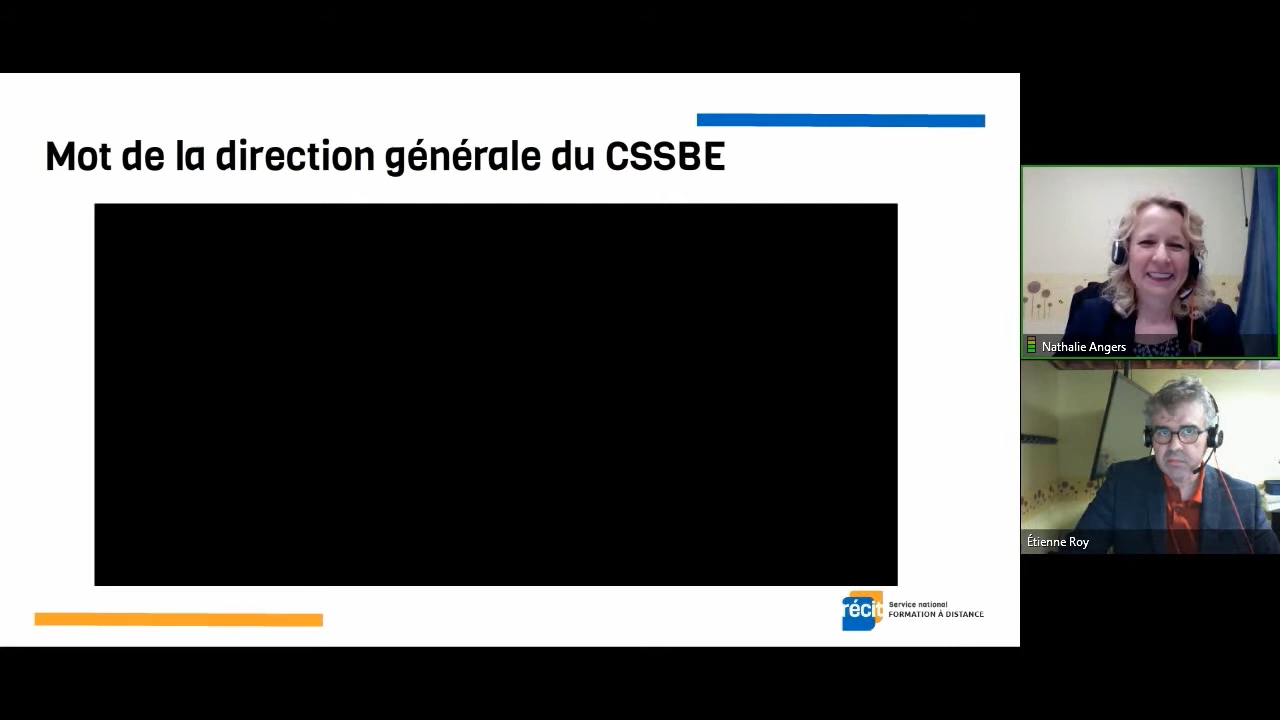 Mot de la direction générale du CSSBE
Nathalie Angers
Étienne Roy
récit
Service national
FORMATION À DISTANCE